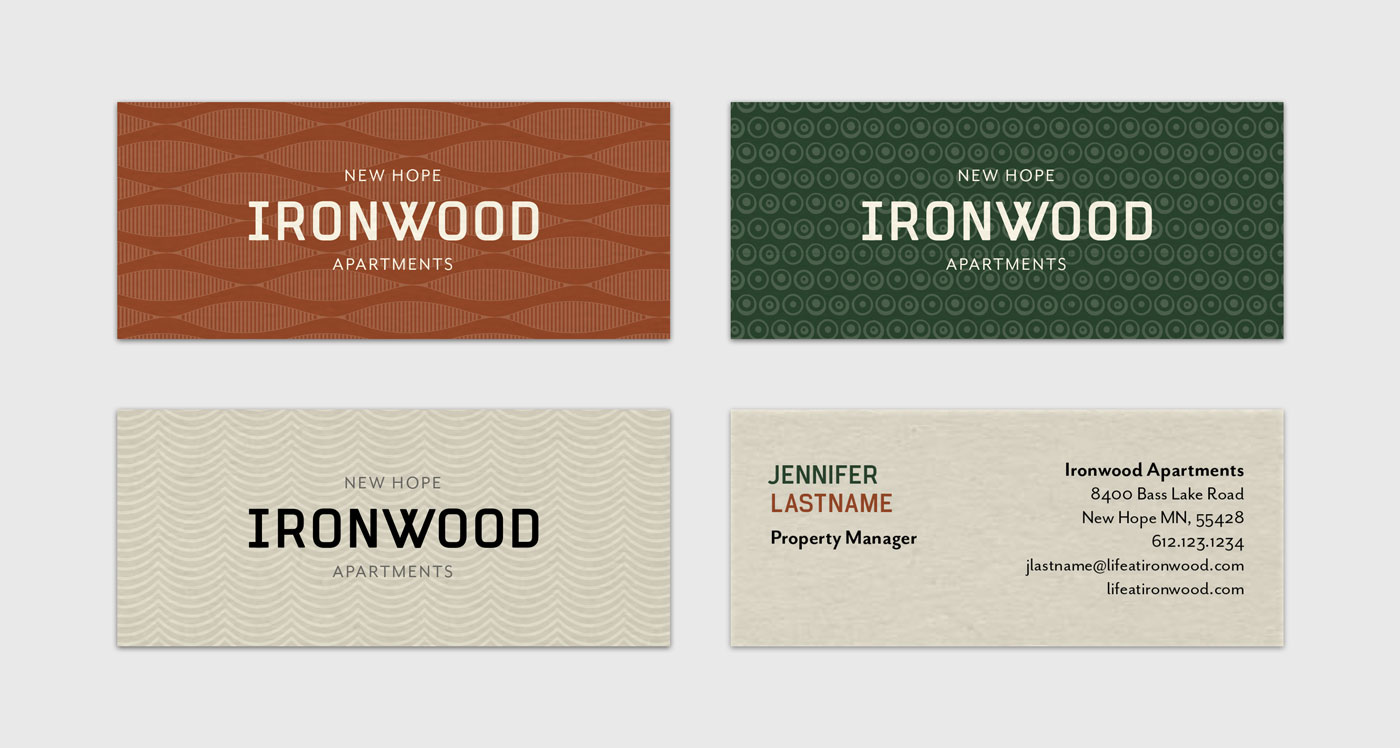 NEW HOPE
IRONWOOD
APARTMENTS
NEW HOPE
IRONWOOD
APARTMENTS
NEW HOPE
IRONWOOD
APARTMENTS
JENNIFER
LASTNAME
Property Manager
Ironwood Apartments
8400 Bass Lake Road
New Hope MN, 55428
612.123.1234
jlastname@lifeatironwood.com
lifeatironwood.com